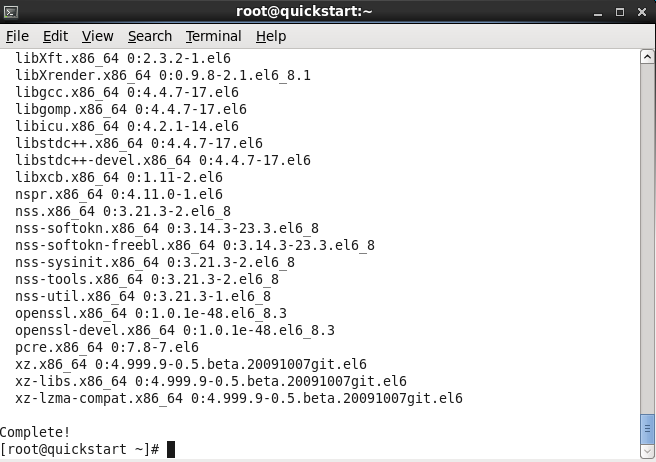 root@quickstart:~
File Edit View Search Terminal Help
libXft.x86_64 0:2.3.2-1.el6
libXrender.x86_64 0:0.9.8-2.1.el6_8.1
libgcc.x86_64 0:4.4.7-17.el6
libgomp.x86_64 0:4.4.7-17.el6
libicu.x86_64 0:4.2.1-14.el6
libstdc++.x86_64 0:4.4.7-17.el6
libstdc++-devel.x86_64 0:4.4.7-17.el6
libxcb.x86_64 0:1.11-2.el6
nspr.x86_64 0:4.11.0-1.el6
nss.x86_64 0:3.21.3-2.el6_8
nss-softokn.x86_64 0:3.14.3-23.3.el6_8
nss-softokn-freebl.x86_64 0:3.14.3-23.3.el6_8
nss-sysinit.x86_64 0:3.21.3-2.el6_8
nss-tools.x86_64 0:3.21.3-2.el6_8
nss-util.x86_64 0:3.21.3-1.el6_8
openssl.x86_64 0:1.0.1e-48.el6_8.3
openssl-devel.x86_64 0:1.0.1e-48.el6_8.3
pcre.x86_64 0:7.8-7.el6
xz.x86_64 0:4.999.9-0.5.beta.20091007git.el6
xz-libs.x86_64 0:4.999.9-0.5.beta.20091007git.el6
xz-lzma-compat.x86_64 0:4.999.9-0.5.beta.20091007git.el6
Complete!
[root@quickstart ~]#